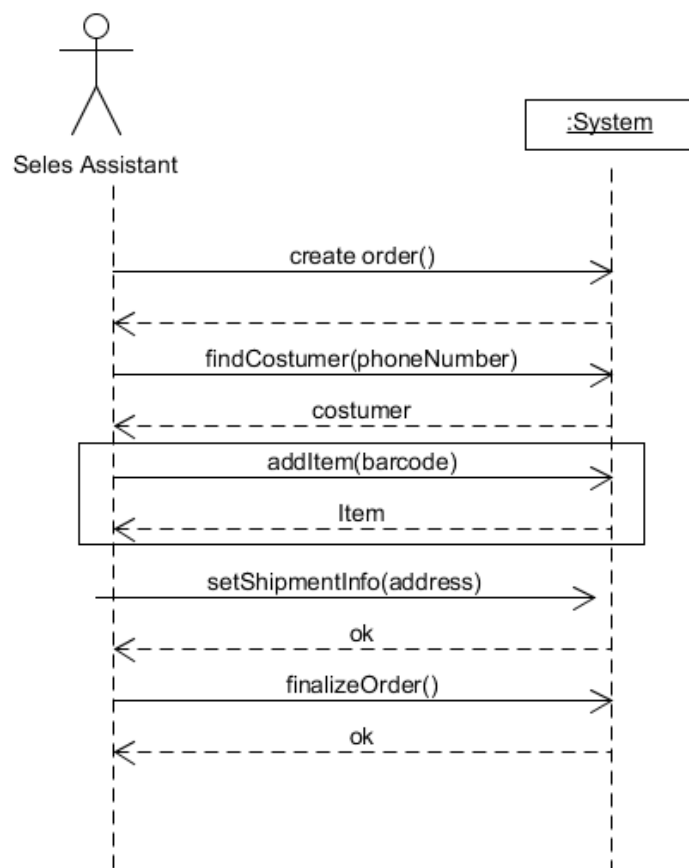 :System
Seles Assistant
create order()
findCostumer(phoneNumber)
costumer
addItem(barcode)
Item
setShipmentInfo(address)
ok
finalizeOrder()
ok